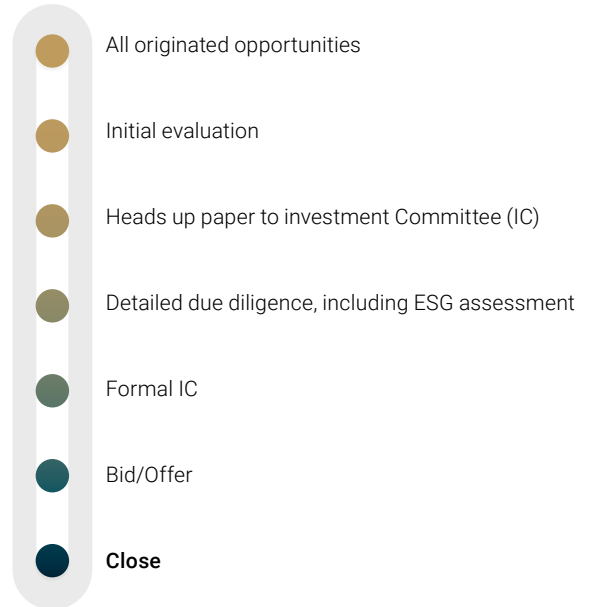 All originated opportunities
Initial evaluation
Heads up paper to investment Committee (IC)
Detailed due diligence, including ESG assessment
Formal IC
Bid/Offer
Close